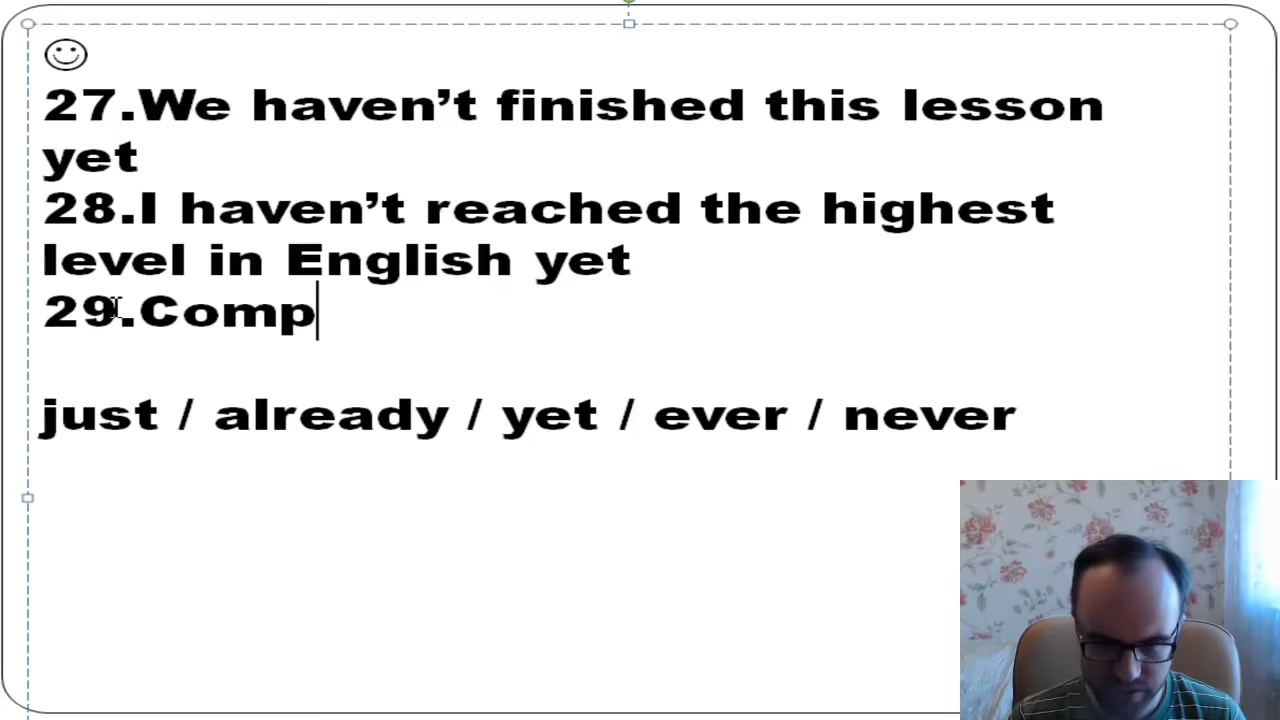 27.We haven't finished this lesson
yet
28.I haven't reached the highest
level in English yet
29.Comp
just / already / yet / ever / never